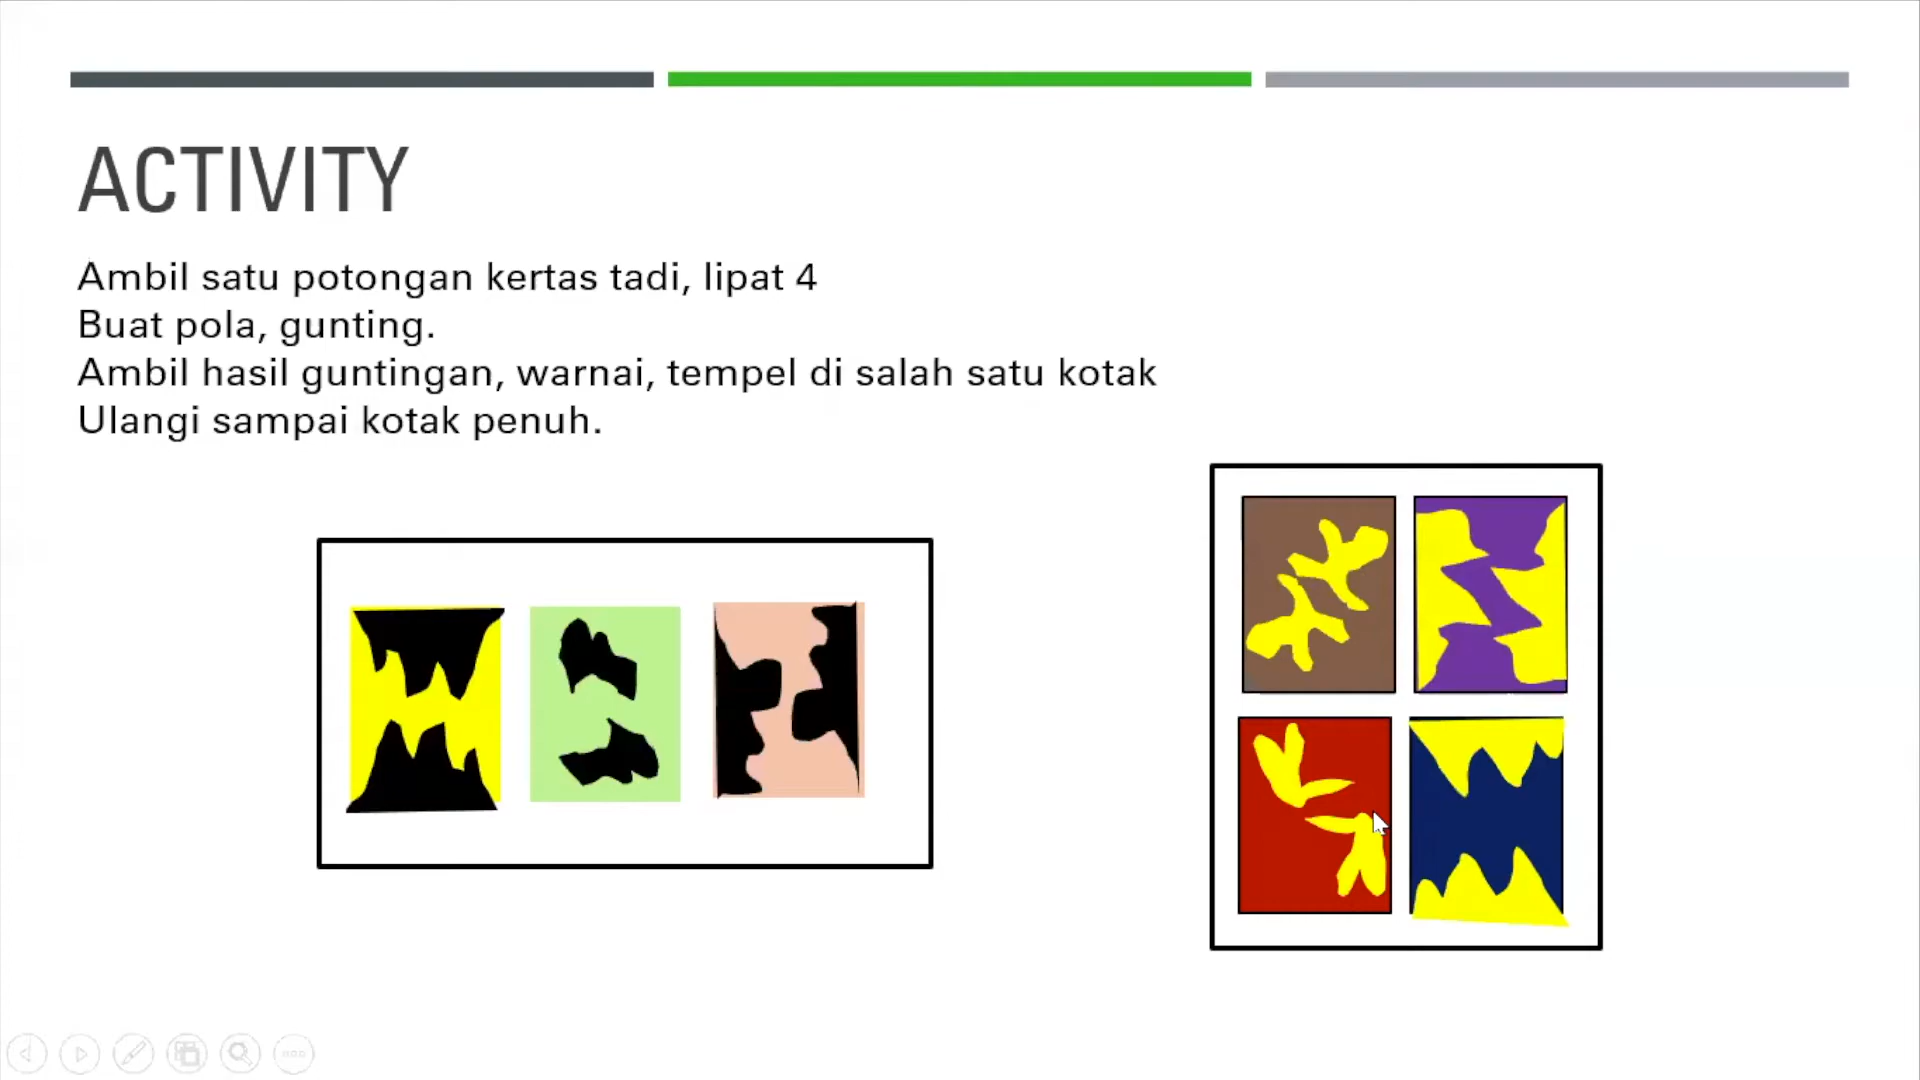 ACTIVITY
Ambil satu potongan kertas tadi, lipat 4
Buat pola, gunting.
Ambil hasil guntingan, warnai, tempel di salah satu kotak
Ulangi sampai kotak penuh.